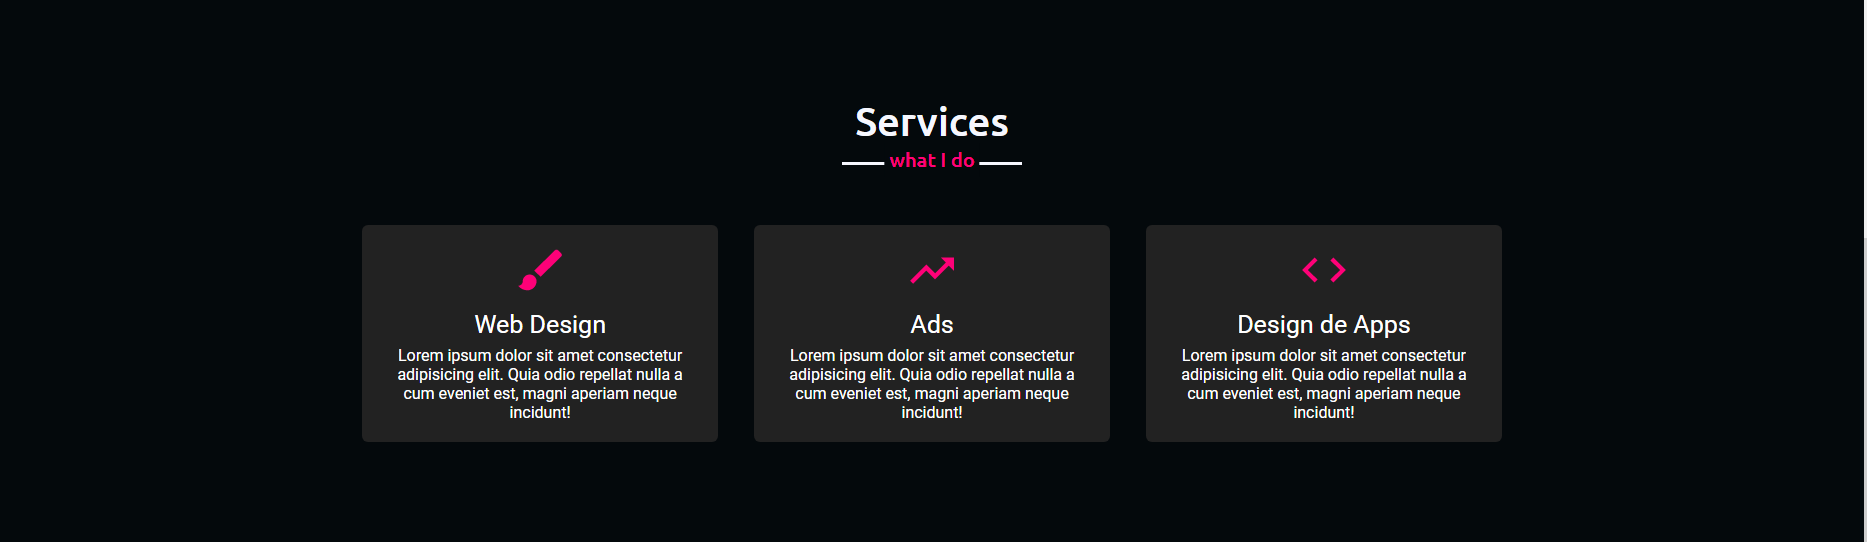 Services
what I do
Web Design
Lorem ipsum dolor sit amet consectetur
adipisicing elit. Quia odio repellat nulla a
cum eveniet est, magni aperiam neque
incidunt!
Ads
Lorem ipsum dolor sit amet consectetur
adipisicing elit. Quia odio repellat nulla a
cum eveniet est, magni aperiam neque
incidunt!
Design de Apps
Lorem ipsum dolor sit amet consectetur
adipisicing elit. Quia odio repellat nulla a
cum eveniet est, magni aperiam neque
incidunt!